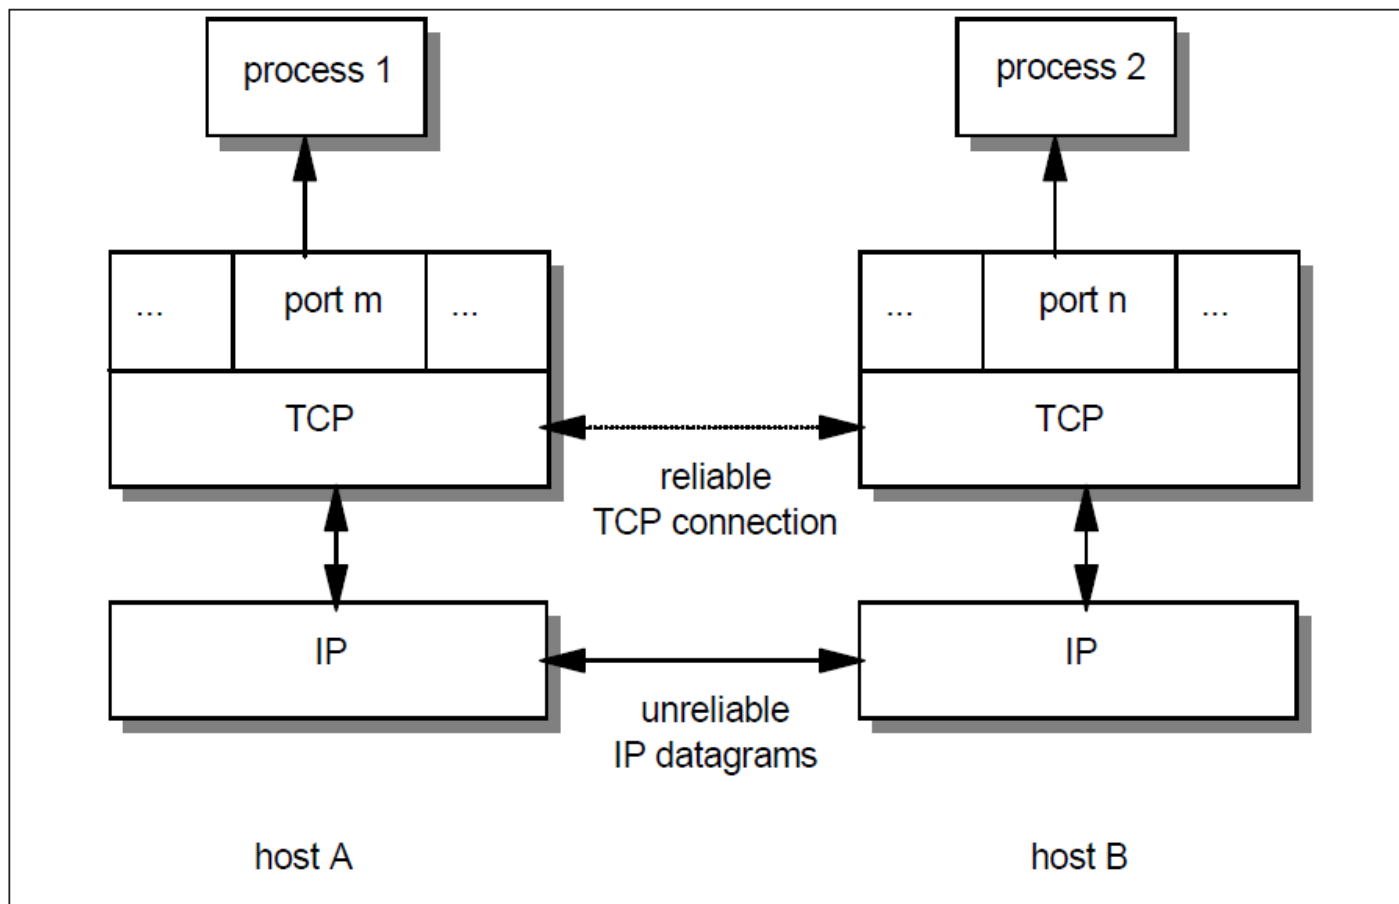 process 1
process 2
...
port m
...
...
port n
...
TCP
TCP
reliable
TCP connection
IP
IP
unreliable
IP datagrams
host A
host B